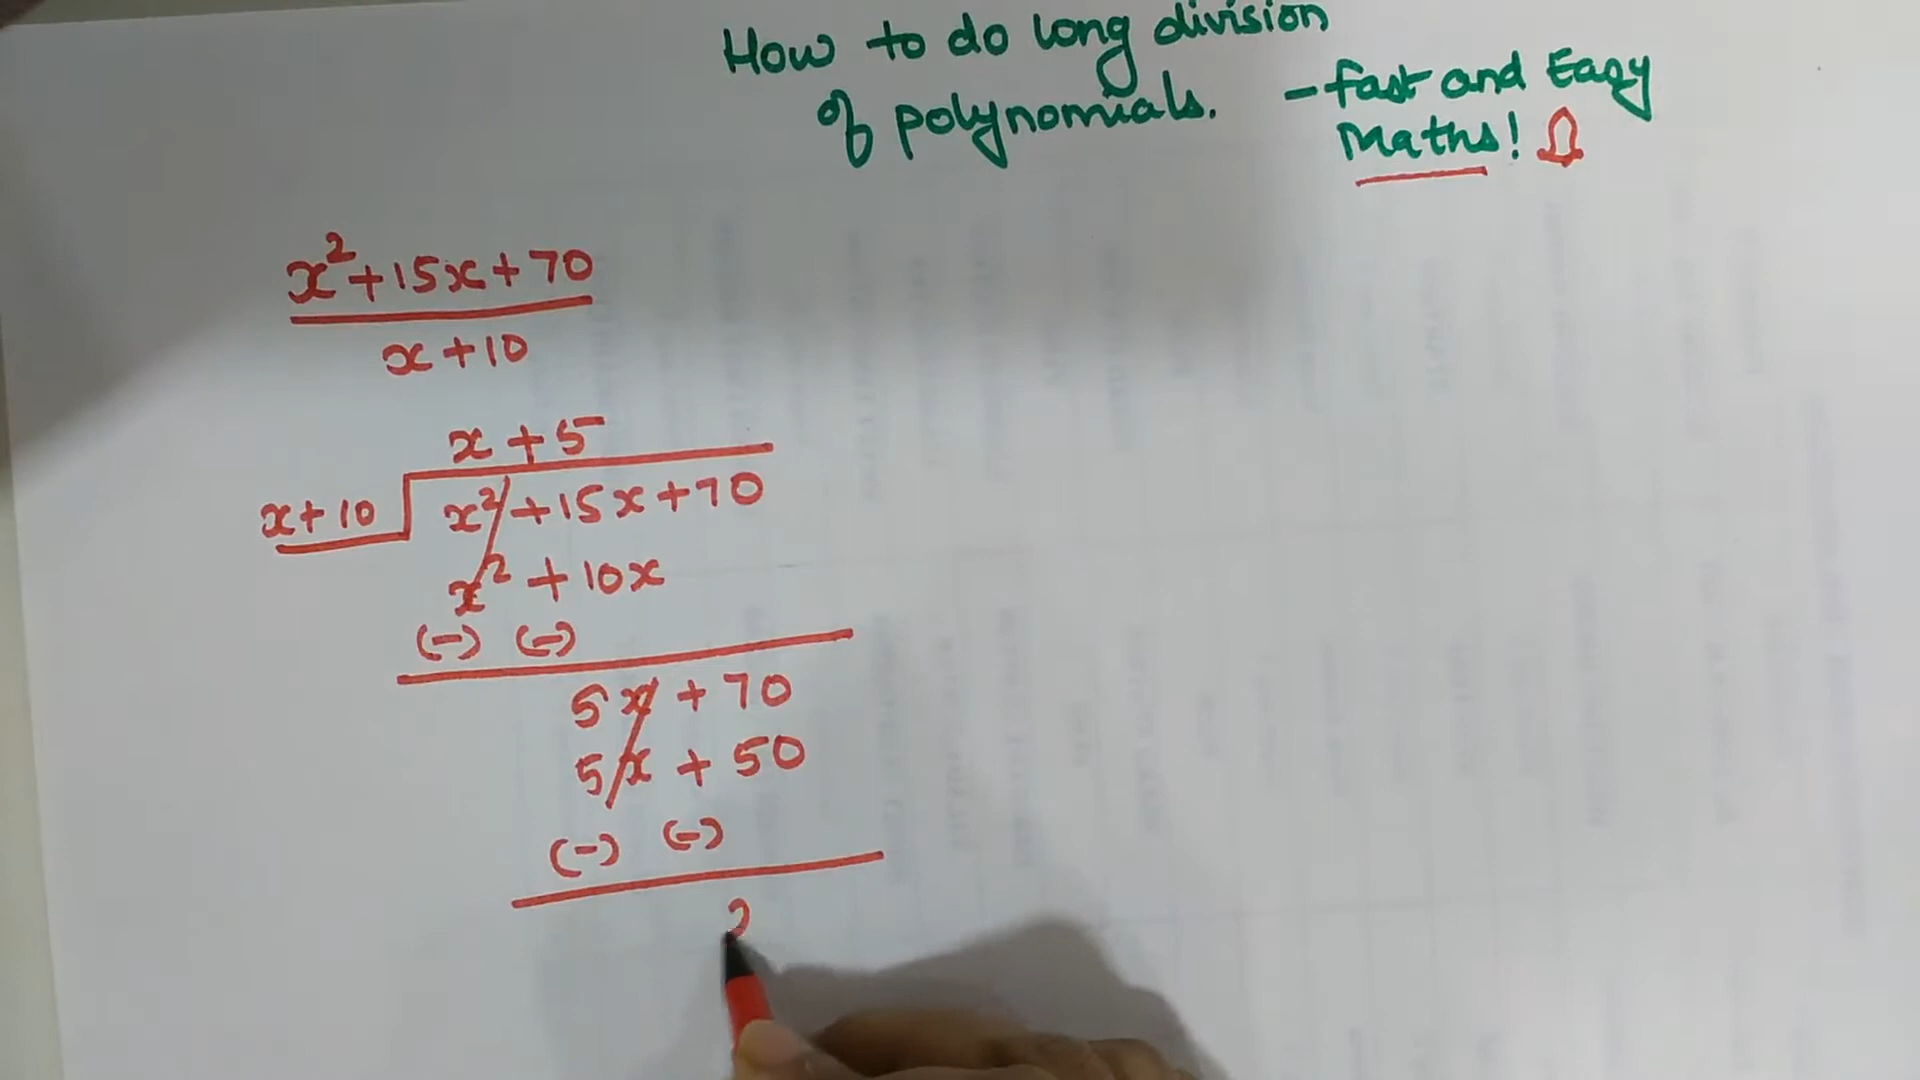 How to do long division
of polynomials. - fast and Easy
Maths!
x²+15x+70
x+10
x+5
x+10 x²+15x+70
x²+10x
(-) (-)
5x+70
5x+50
(-) (-)